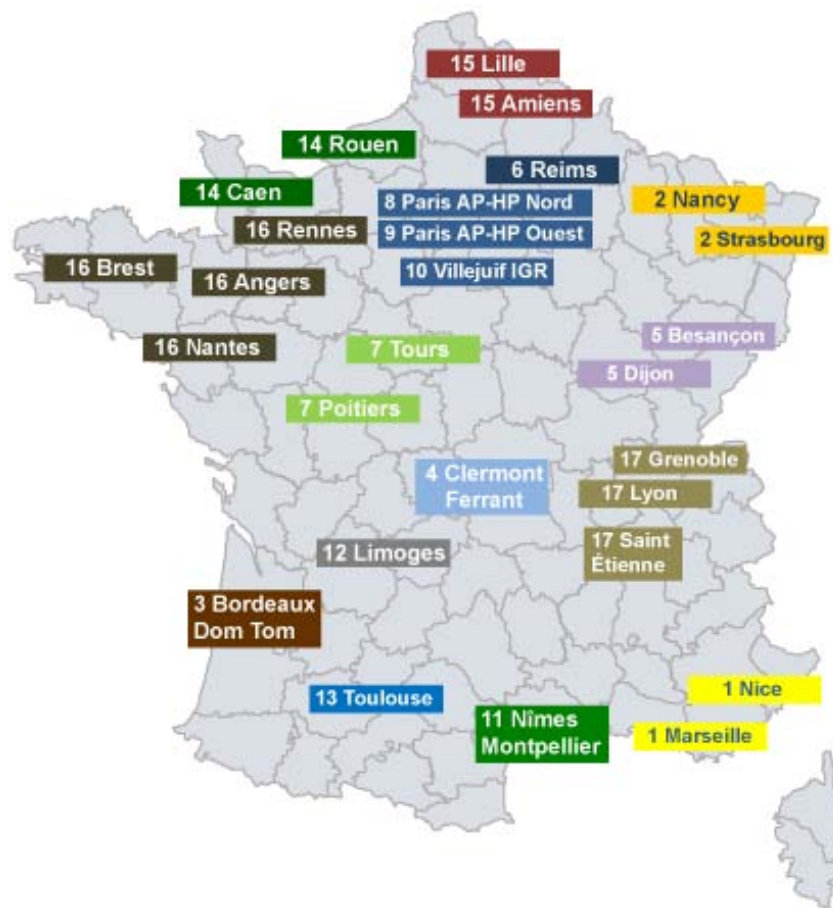 15 Lille
15 Amiens
14 Rouen
6 Reims
14 Caen
8 Paris AP-HP Nord
2 Nancy
16 Rennes
9 Paris AP-HP Ouest
2 Strasbourg
16 Brest
16 Angers
10 Villejuif IGR
5 Besançon
16 Nantes
7 Tours
5 Dijon
7 Poitiers
4 Clermont
Ferrant
17 Grenoble
17 Lyon
12 Limoges
17 Saint
Étienne
3 Bordeaux
Dom Tom
13 Toulouse
1 Nice
11 Nîmes
Montpellier
1 Marseille